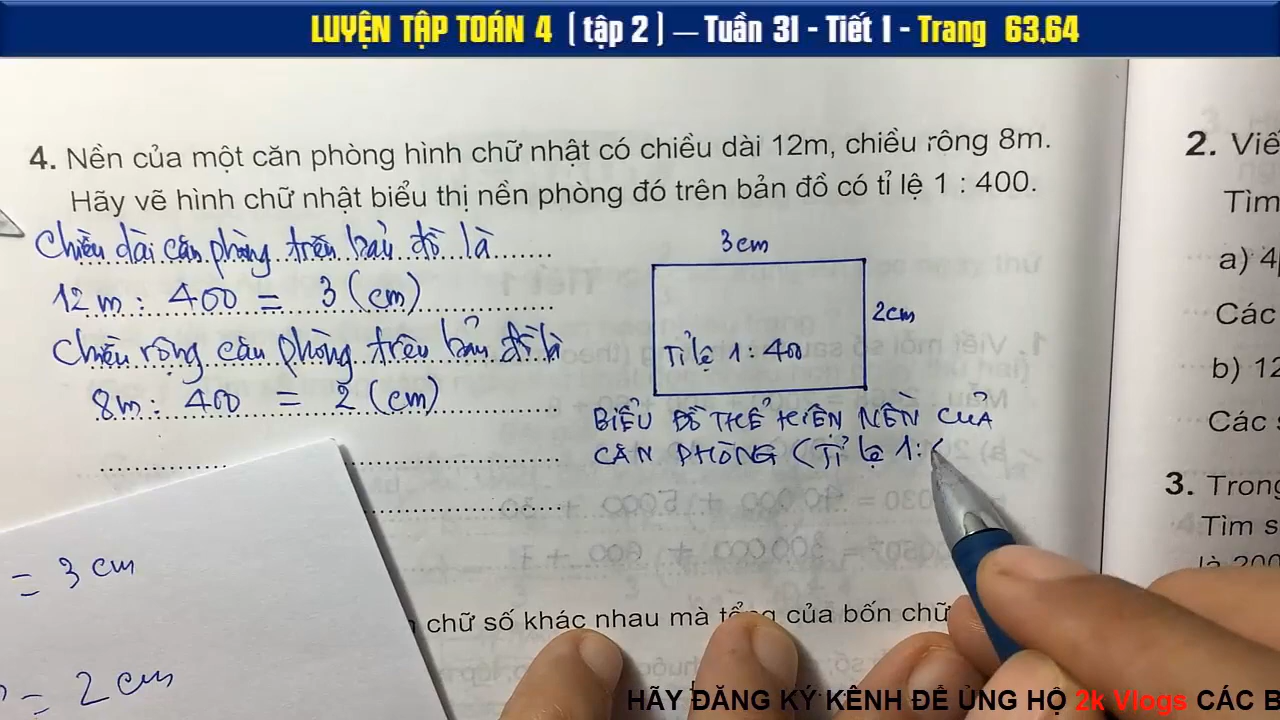 LUYỆN TẬP TOÁN 4 ( tập 2 ) — Tuần 31 - Tiết 1 - Trang 63,64
4. Nền của một căn phòng hình chữ nhật có chiều dài 12m, chiều rông 8m.
Hãy vẽ hình chữ nhật biểu thị nền phòng đó trên bản đồ có tỉ lệ 1 : 400.
Chiều dài căn phòng trên bản đồ là
12m : 400 = 3 (cm)
Chiều rộng căn phòng trên bản đồ là
8m : 400 = 2 (cm)
3cm
2cm
Tỉ lệ 1 : 400
BIỂU ĐỒ THỂ HIỆN NỀN CỦA
CĂN PHÒNG (TỈ lệ 1:
= 3 cm
= 2 cm
chữ số khác nhau mà tổng của bốn chữ
2. Viế
Tìm
a) 4
Các
b) 12
Các
3. Trong
Tìm s
là 200
HÃY ĐĂNG KÝ KÊNH ĐỂ ỦNG HỘ 2k Vlogs CÁC B